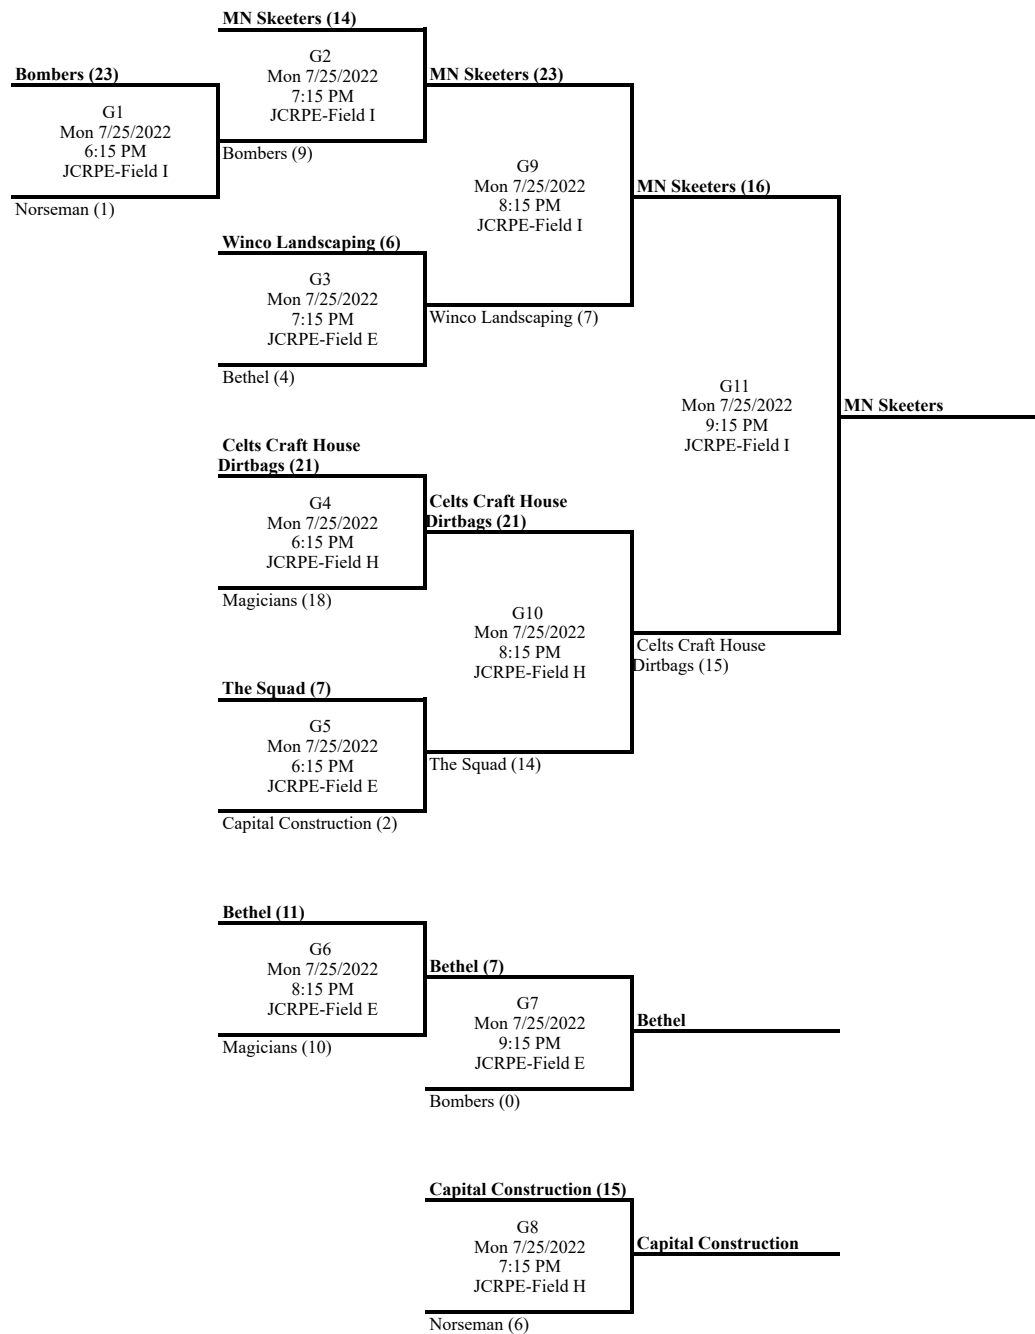 MN Skeeters (14)
G2
Mon 7/25/2022
7:15 PM
JCRPE-Field I
Bombers (9)
Bombers (23)
G1
Mon 7/25/2022
6:15 PM
JCRPE-Field I
Norseman (1)
MN Skeeters (23)
G9
Mon 7/25/2022
8:15 PM
JCRPE-Field I
Winco Landscaping (7)
MN Skeeters (16)
Winco Landscaping (6)
G3
Mon 7/25/2022
7:15 PM
JCRPE-Field E
Bethel (4)
G11
Mon 7/25/2022
9:15 PM
JCRPE-Field I
MN Skeeters
Celts Craft House
Dirtbags (21)
G4
Mon 7/25/2022
6:15 PM
JCRPE-Field H
Magicians (18)
Celts Craft House
Dirtbags (21)
G10
Mon 7/25/2022
8:15 PM
JCRPE-Field H
The Squad (14)
Celts Craft House
Dirtbags (15)
The Squad (7)
G5
Mon 7/25/2022
6:15 PM
JCRPE-Field E
Capital Construction (2)
Bethel (11)
G6
Mon 7/25/2022
8:15 PM
JCRPE-Field E
Magicians (10)
Bethel (7)
G7
Mon 7/25/2022
9:15 PM
JCRPE-Field E
Bombers (0)
Bethel
Capital Construction (15)
G8
Mon 7/25/2022
7:15 PM
JCRPE-Field H
Norseman (6)
Capital Construction